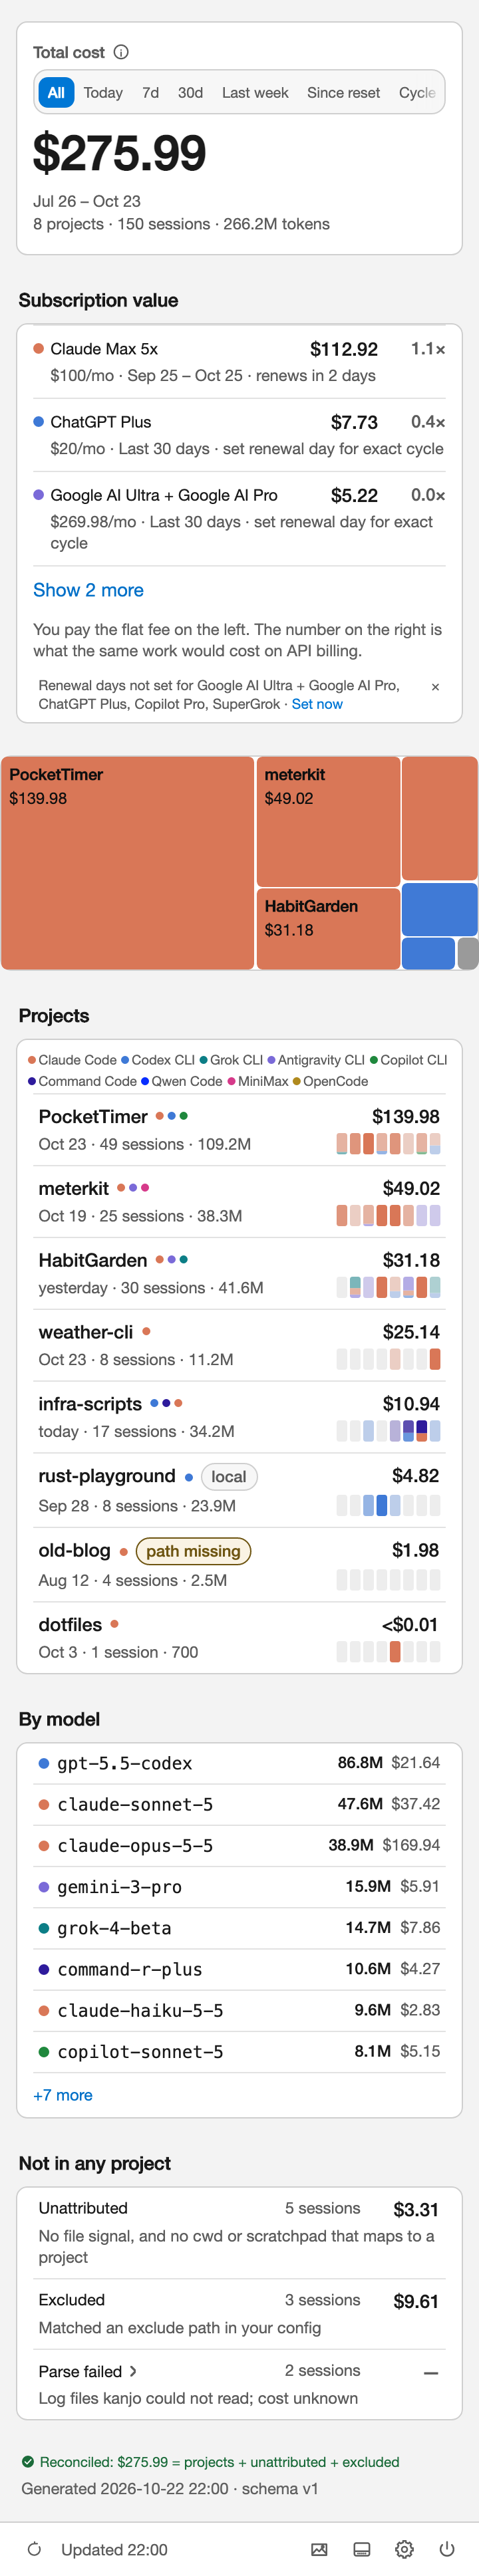 Total cost
All Today 7d 30d Last week Since reset Cycle
$275.99
Jul 26 – Oct 23
8 projects · 150 sessions · 266.2M tokens
Subscription value
Claude Max 5x $112.92 1.1×
$100/mo · Sep 25 – Oct 25 · renews in 2 days
ChatGPT Plus $7.73 0.4×
$20/mo · Last 30 days · set renewal day for exact cycle
Google AI Ultra + Google AI Pro $5.22 0.0×
$269.98/mo · Last 30 days · set renewal day for exact
cycle
Show 2 more
You pay the flat fee on the left. The number on the right is
what the same work would cost on API billing.
Renewal days not set for Google AI Ultra + Google AI Pro, ×
ChatGPT Plus, Copilot Pro, SuperGrok · Set now
PocketTimer
$139.98
meterkit
$49.02
HabitGarden
$31.18
Projects
Claude Code Codex CLI Grok CLI Antigravity CLI Copilot CLI
Command Code Qwen Code MiniMax OpenCode
PocketTimer $139.98
Oct 23 · 49 sessions · 109.2M
meterkit $49.02
Oct 19 · 25 sessions · 38.3M
HabitGarden $31.18
yesterday · 30 sessions · 41.6M
weather-cli $25.14
Oct 23 · 8 sessions · 11.2M
infra-scripts $10.94
today · 17 sessions · 34.2M
rust-playground local $4.82
Sep 28 · 8 sessions · 23.9M
old-blog path missing $1.98
Aug 12 · 4 sessions · 2.5M
dotfiles <$0.01
Oct 3 · 1 session · 700
By model
gpt-5.5-codex 86.8M $21.64
claude-sonnet-5 47.6M $37.42
claude-opus-5-5 38.9M $169.94
gemini-3-pro 15.9M $5.91
grok-4-beta 14.7M $7.86
command-r-plus 10.6M $4.27
claude-haiku-5-5 9.6M $2.83
copilot-sonnet-5 8.1M $5.15
+7 more
Not in any project
Unattributed 5 sessions $3.31
No file signal, and no cwd or scratchpad that maps to a
project
Excluded 3 sessions $9.61
Matched an exclude path in your config
Parse failed 2 sessions —
Log files kanjo could not read; cost unknown
Reconciled: $275.99 = projects + unattributed + excluded
Generated 2026-10-22 22:00 · schema v1
Updated 22:00